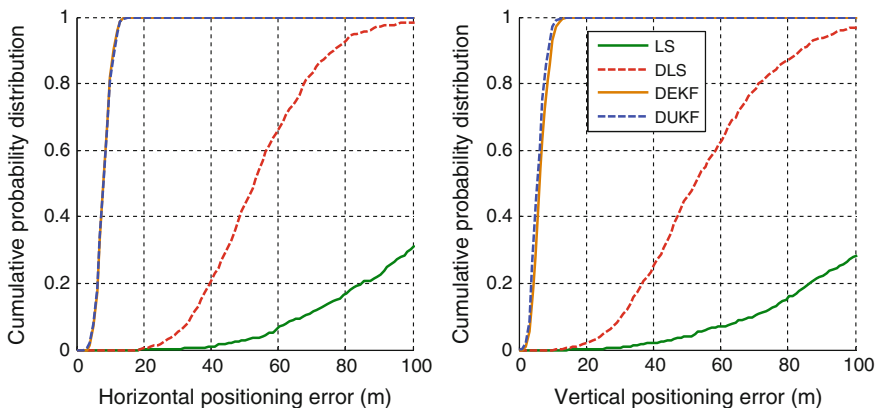 Cumulative probability distribution
1
0.8
0.6
0.4
0.2
0
0 20 40 60 80 100
Horizontal positioning error (m)
Cumulative probability distribution
1
0.8
0.6
0.4
0.2
0
0 20 40 60 80 100
Vertical positioning error (m)
LS
DLS
DEKF
DUKF